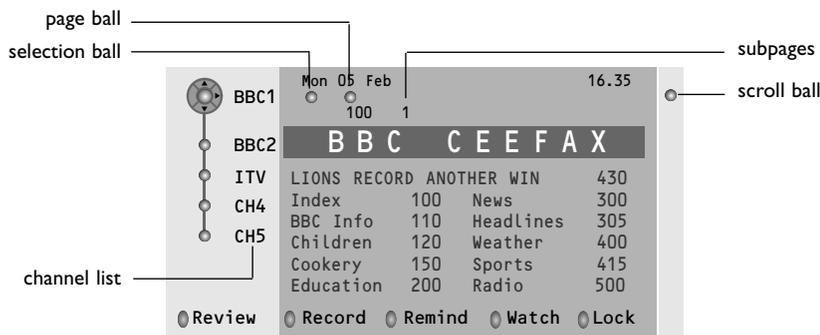 page ball
selection ball
subpages
scroll ball
Mon 05 Feb 16.35
BBC1
100 1
BBC2
BBC CEEFAX
ITV
LIONS RECORD ANOTHER WIN 430
CH4
Index 100 News 300
BBC Info 110 Headlines 305
CH5
Children 120 Weather 400
channel list
Cookery 150 Sports 415
Education 200 Radio 500
Review Record Remind Watch Lock